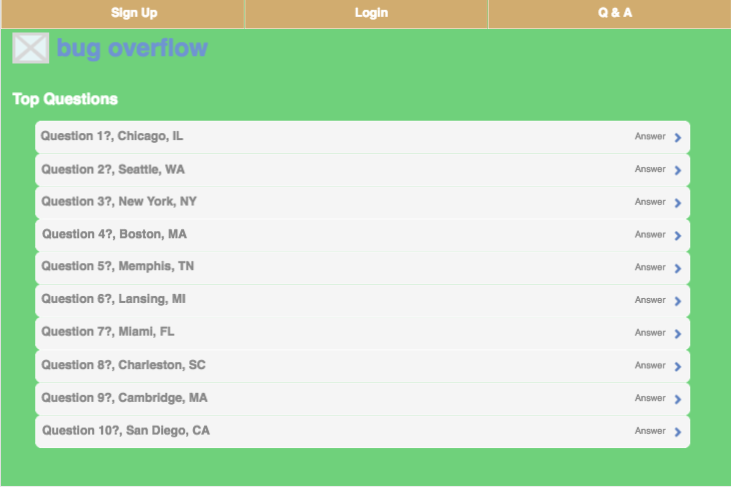 Sign Up Login Q & A
bug overflow
Top Questions
Question 1?, Chicago, IL Answer
Question 2?, Seattle, WA Answer
Question 3?, New York, NY Answer
Question 4?, Boston, MA Answer
Question 5?, Memphis, TN Answer
Question 6?, Lansing, MI Answer
Question 7?, Miami, FL Answer
Question 8?, Charleston, SC Answer
Question 9?, Cambridge, MA Answer
Question 10?, San Diego, CA Answer